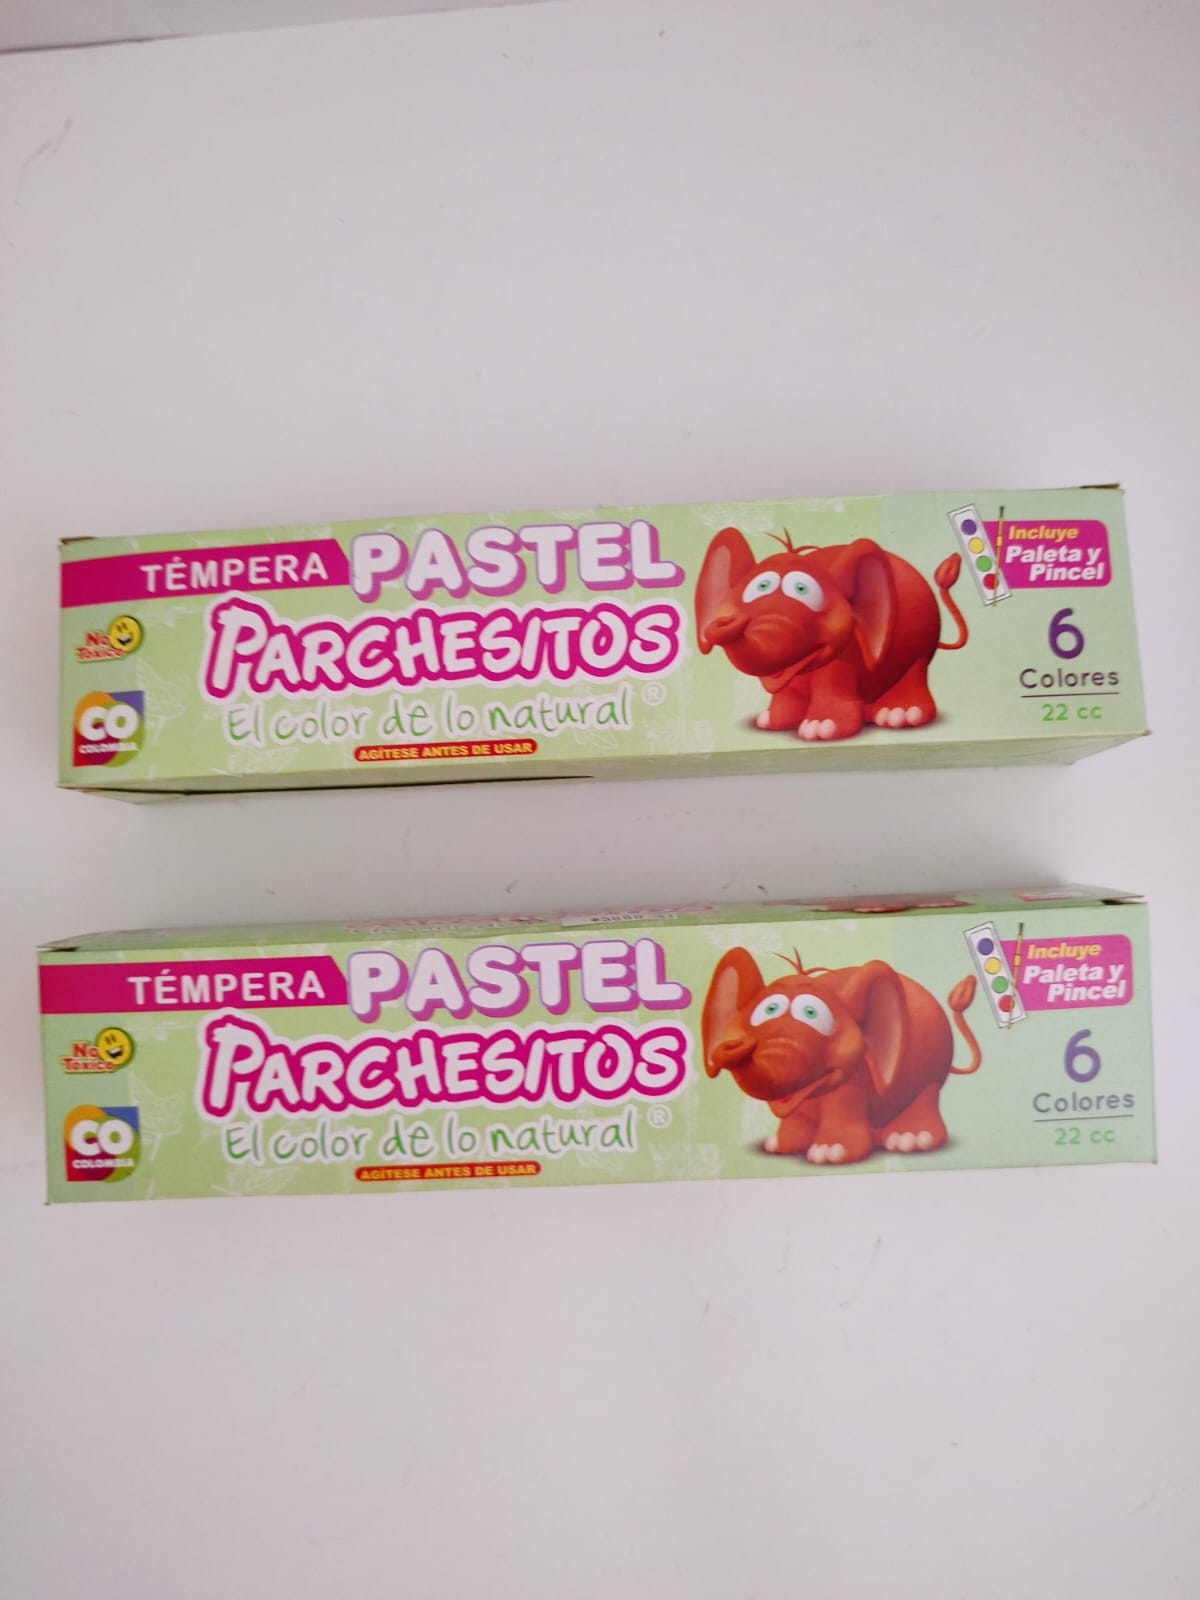 TÉMPERA PASTEL
Incluye
Paleta y
Pincel
No
Tóxico
PARCHESITOS
El color de lo natural ®
AGÍTESE ANTES DE USAR
CO
COLOMBIA
6
Colores
22 cc
TÉMPERA PASTEL
Incluye
Paleta y
Pincel
No
Tóxico
PARCHESITOS
El color de lo natural ®
AGÍTESE ANTES DE USAR
CO
COLOMBIA
6
Colores
22 cc